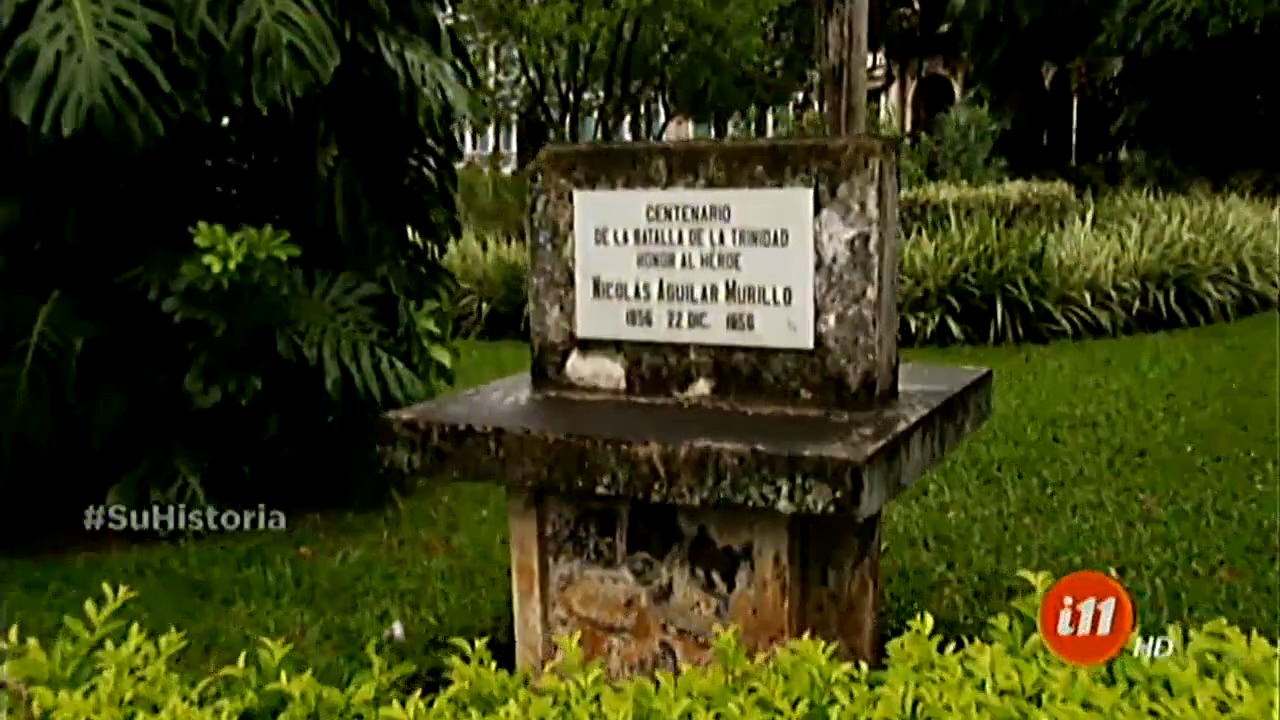 CENTENARIO
DE LA BATALLA DE LA TRINIDAD
HONOR AL HEROE
NICOLAS AGUILAR MURILLO
1856 22 DIC. 1956
#SuHistoria
i11
HD